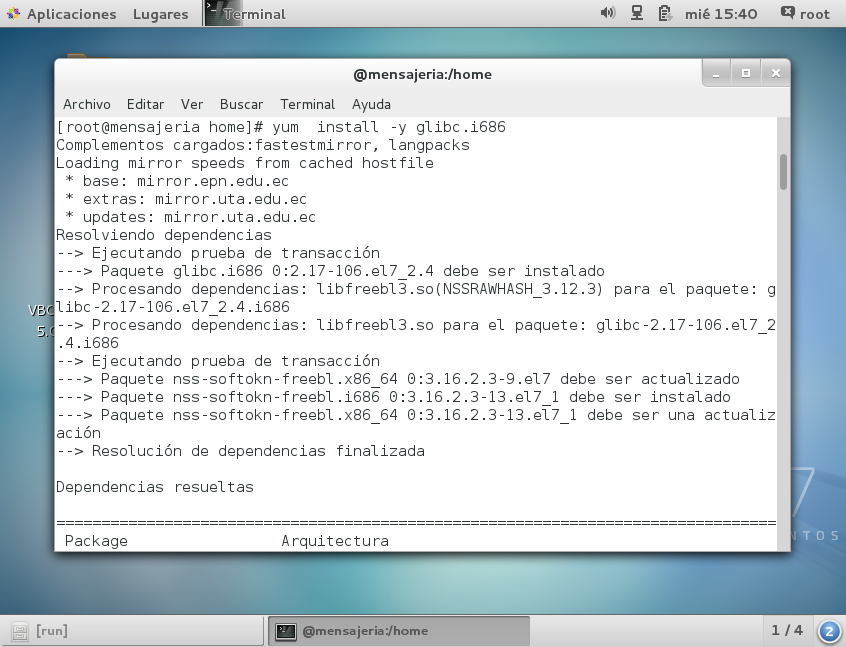 Aplicaciones Lugares Terminal mié 15:40 root
@mensajeria:/home
Archivo Editar Ver Buscar Terminal Ayuda
[root@mensajeria home]# yum  install -y glibc.i686
Complementos cargados:fastestmirror, langpacks
Loading mirror speeds from cached hostfile
 * base: mirror.epn.edu.ec
 * extras: mirror.uta.edu.ec
 * updates: mirror.uta.edu.ec
Resolviendo dependencias
--> Ejecutando prueba de transacción
---> Paquete glibc.i686 0:2.17-106.el7_2.4 debe ser instalado
--> Procesando dependencias: libfreebl3.so(NSSRAWHASH_3.12.3) para el paquete: g
libc-2.17-106.el7_2.4.i686
--> Procesando dependencias: libfreebl3.so para el paquete: glibc-2.17-106.el7_2
.4.i686
--> Ejecutando prueba de transacción
---> Paquete nss-softokn-freebl.x86_64 0:3.16.2.3-9.el7 debe ser actualizado
---> Paquete nss-softokn-freebl.i686 0:3.16.2.3-13.el7_1 debe ser instalado
---> Paquete nss-softokn-freebl.x86_64 0:3.16.2.3-13.el7_1 debe ser una actualiz
ación
--> Resolución de dependencias finalizada
Dependencias resueltas
================================================================================
 Package                 Arquitectura
VBO
5.0
7
NTOS
[run] @mensajeria:/home 1 / 4 2